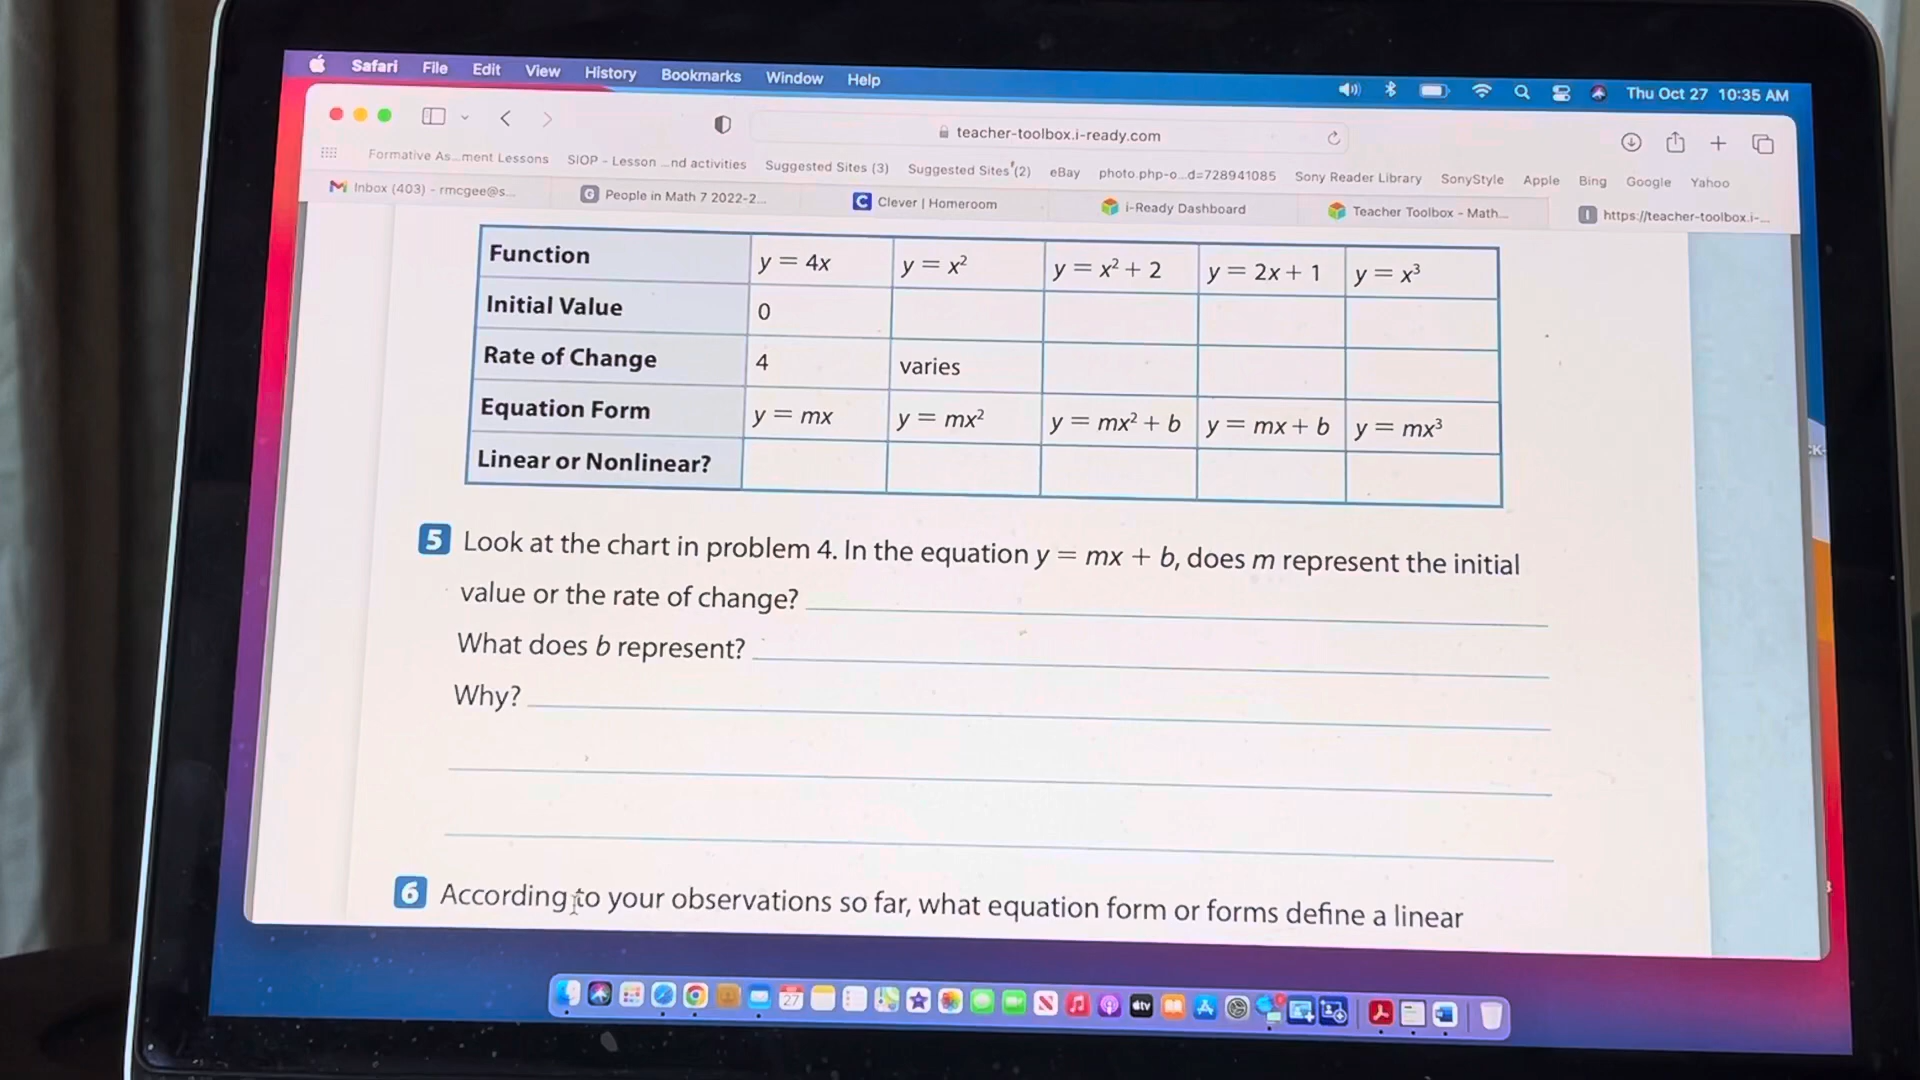 Safari File Edit View History Bookmarks Window Help
Thu Oct 27 10:35 AM
teacher-toolbox.i-ready.com
Formative As...ment Lessons SIOP - Lesson ...nd activities Suggested Sites (3) Suggested Sites (2) eBay photo.php-o...d=728941085 Sony Reader Library SonyStyle Apple Bing Google Yahoo
Inbox (403) - rmcgee@s... G People in Math 7 2022-2... C Clever | Homeroom i-Ready Dashboard Teacher Toolbox - Math... I https://teacher-toolbox.i-...
Function y = 4x y = x² y = x² + 2 y = 2x + 1 y = x³
Initial Value 0
Rate of Change 4 varies
Equation Form y = mx y = mx² y = mx² + b y = mx + b y = mx³
Linear or Nonlinear?
5 Look at the chart in problem 4. In the equation y = mx + b, does m represent the initial
value or the rate of change?
What does b represent?
Why?
6 According to your observations so far, what equation form or forms define a linear
27 tv